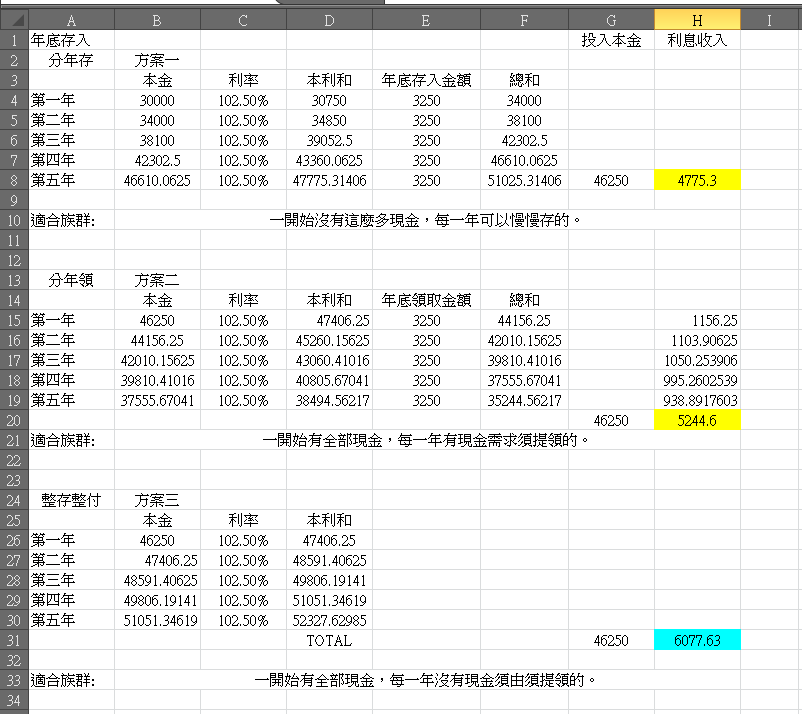 A B C D E F G H I
1 年底存入 投入本金 利息收入
2 分年存 方案一
3 本金 利率 本利和 年底存入金額 總和
4 第一年 30000 102.50% 30750 3250 34000
5 第二年 34000 102.50% 34850 3250 38100
6 第三年 38100 102.50% 39052.5 3250 42302.5
7 第四年 42302.5 102.50% 43360.0625 3250 46610.0625
8 第五年 46610.0625 102.50% 47775.31406 3250 51025.31406 46250 4775.3
9
10 適合族群: 一開始沒有這麼多現金，每一年可以慢慢存的。
11
12
13 分年領 方案二
14 本金 利率 本利和 年底領取金額 總和
15 第一年 46250 102.50% 47406.25 3250 44156.25 1156.25
16 第二年 44156.25 102.50% 45260.15625 3250 42010.15625 1103.90625
17 第三年 42010.15625 102.50% 43060.41016 3250 39810.41016 1050.253906
18 第四年 39810.41016 102.50% 40805.67041 3250 37555.67041 995.2602539
19 第五年 37555.67041 102.50% 38494.56217 3250 35244.56217 938.8917603
20 46250 5244.6
21 適合族群: 一開始有全部現金，每一年有現金需求須提領的。
22
23
24 整存整付 方案三
25 本金 利率 本利和
26 第一年 46250 102.50% 47406.25
27 第二年 47406.25 102.50% 48591.40625
28 第三年 48591.40625 102.50% 49806.19141
29 第四年 49806.19141 102.50% 51051.34619
30 第五年 51051.34619 102.50% 52327.62985
31 TOTAL 46250 6077.63
32
33 適合族群: 一開始有全部現金，每一年沒有現金須由須提領的。
34